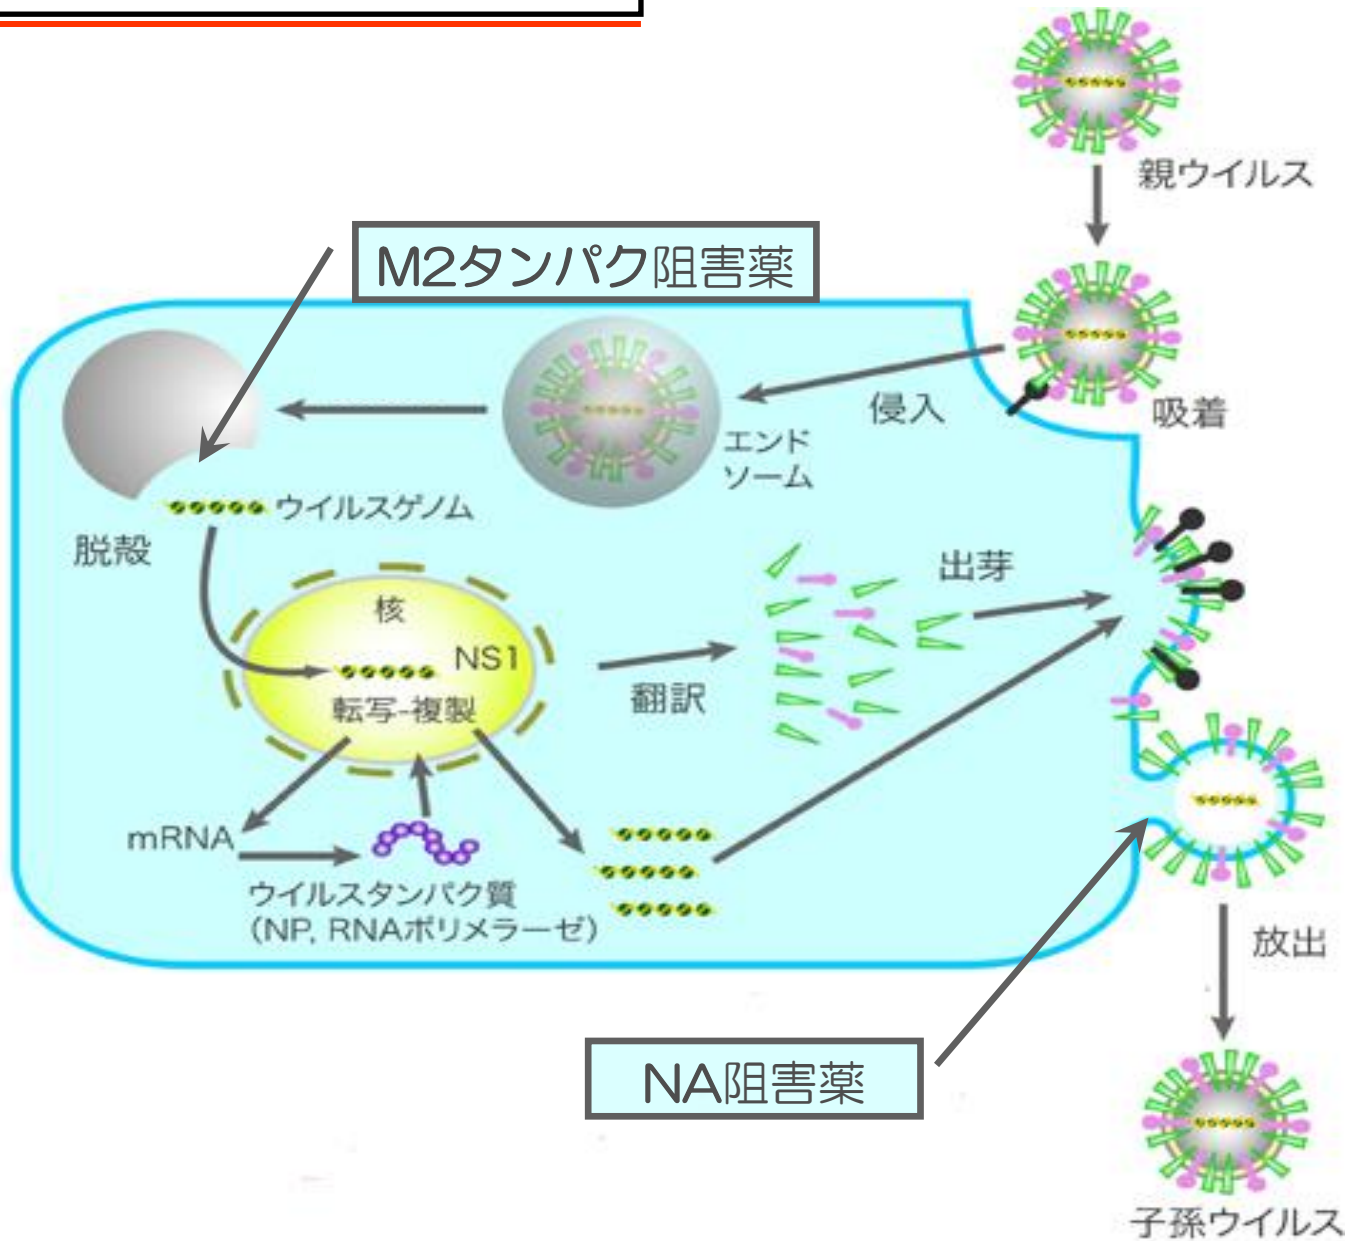 親ウイルス
M2タンパク阻害薬
吸着
侵入
エンド
ソーム
ウイルスゲノム
脱殻
出芽
核
NS1
転写-複製
翻訳
mRNA
ウイルスタンパク質
(NP, RNAポリメラーゼ)
放出
NA阻害薬
子孫ウイルス